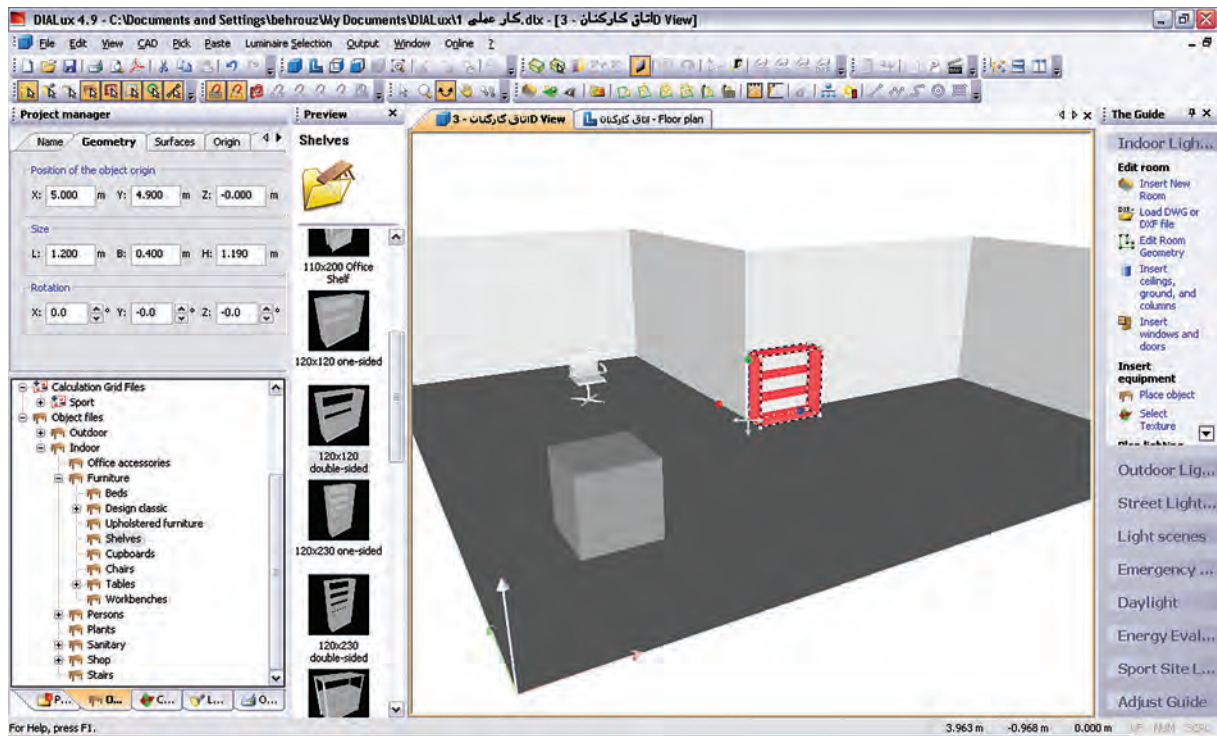 DIALux 4.9 - C:\Documents and Settings\behrouz\My Documents\DIALux\1 کار عملی.dlx - [3 - اتاق کارکنانD View]
File Edit View CAD Pick Paste Luminaire Selection Output Window Online ?
Project manager
Name Geometry Surfaces Origin
Position of the object origin
X: 5.000 m Y: 4.900 m Z: -0.000 m
Size
L: 1.200 m B: 0.400 m H: 1.190 m
Rotation
X: 0.0 ° Y: -0.0 ° Z: -0.0 °
Calculation Grid Files
Sport
Object files
Outdoor
Indoor
Office accessories
Furniture
Beds
Design classic
Upholstered furniture
Shelves
Cupboards
Chairs
Tables
Workbenches
Persons
Plants
Sanitary
Shop
Stairs
P... O... C... L... O...
Preview
Shelves
110x200 Office
Shelf
120x120 one-sided
120x120
double-sided
120x230 one-sided
120x230
double-sided
3 - اتاق کارکنانD View
اتاق کارکنان - Floor plan
The Guide
Indoor Ligh...
Edit room
Insert New
Room
Load DWG or
DXF file
Edit Room
Geometry
Insert
ceilings,
ground, and
columns
Insert
windows and
doors
Insert
equipment
Place object
Select
Texture
Outdoor Lig...
Street Light...
Light scenes
Emergency ...
Daylight
Energy Eval...
Sport Site L...
Adjust Guide
For Help, press F1.
3.963 m -0.968 m 0.000 m NUM